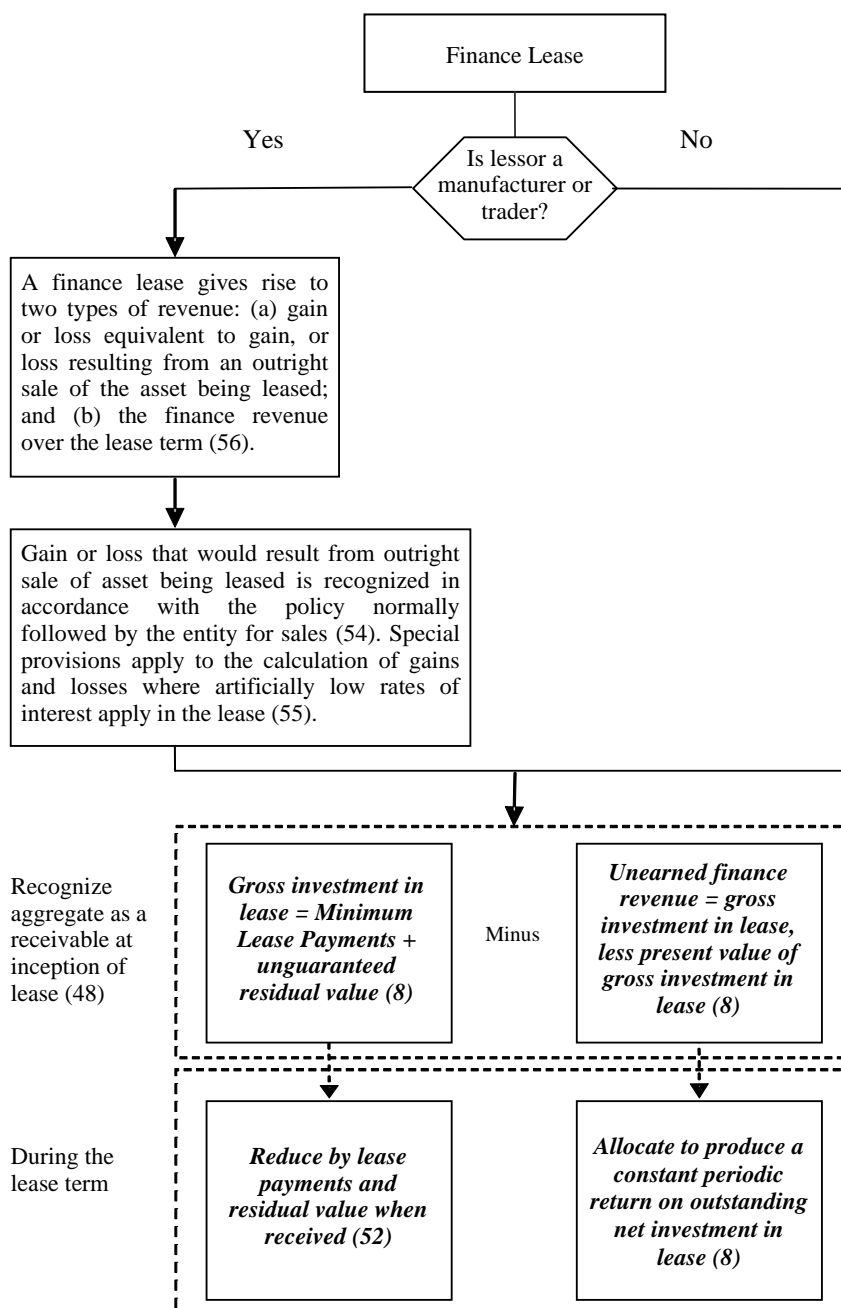 Finance Lease
Yes
No
Is lessor a
manufacturer or
trader?
A finance lease gives rise to
two types of revenue: (a) gain
or loss equivalent to gain, or
loss resulting from an outright
sale of the asset being leased;
and (b) the finance revenue
over the lease term (56).
Gain or loss that would result from outright
sale of asset being leased is recognized in
accordance with the policy normally
followed by the entity for sales (54). Special
provisions apply to the calculation of gains
and losses where artificially low rates of
interest apply in the lease (55).
Recognize
aggregate as a
receivable at
inception of
lease (48)
Gross investment in
lease = Minimum
Lease Payments +
unguaranteed
residual value (8)
Minus
Unearned finance
revenue = gross
investment in lease,
less present value of
gross investment in
lease (8)
During the
lease term
Reduce by lease
payments and
residual value when
received (52)
Allocate to produce a
constant periodic
return on outstanding
net investment in
lease (8)